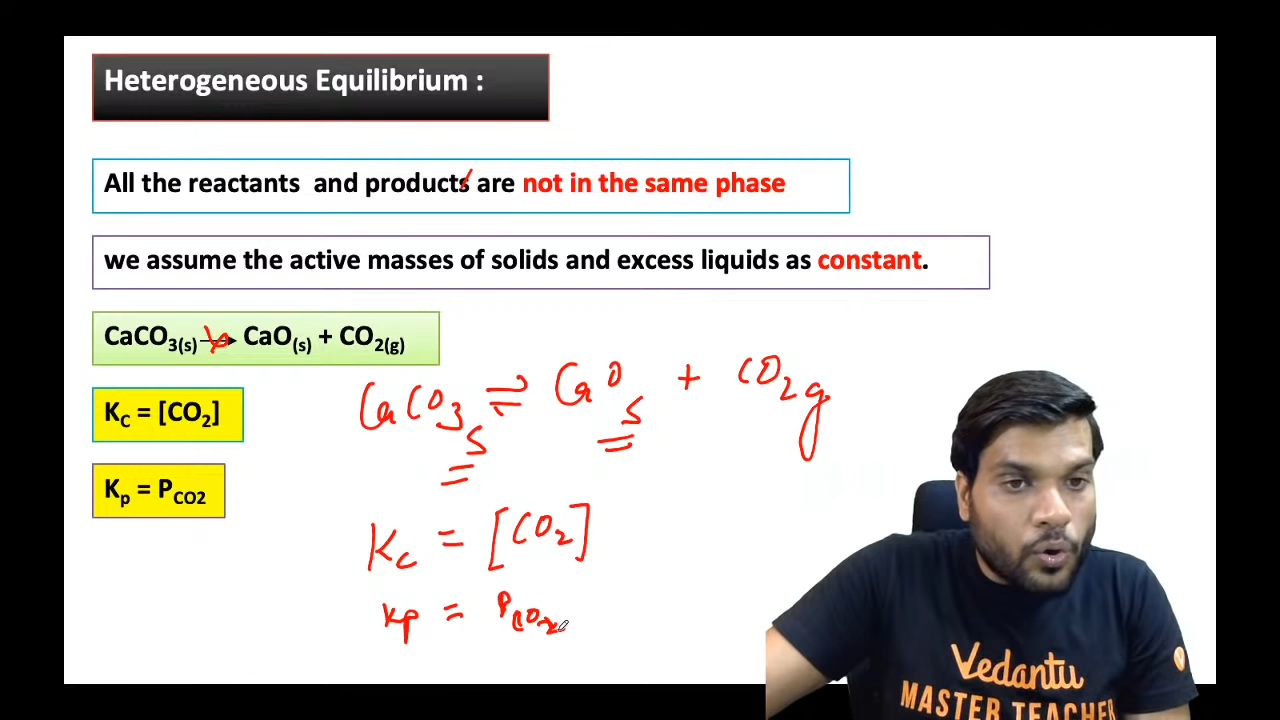 Heterogeneous Equilibrium :
All the reactants and products are not in the same phase
we assume the active masses of solids and excess liquids as constant.
CaCO3(s) → CaO(s) + CO2(g)
CaCO3 s ⇌ CaO s + CO2 g
KC = [CO2]
Kp = PCO2
Kc = [CO2]
Kp = PCO2
Vedantu
MASTER TEACHER